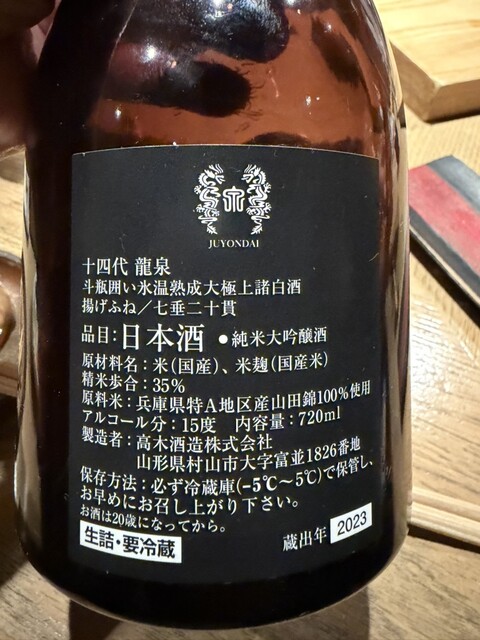 JUYONDAI
十四代 龍泉
斗瓶囲い氷温熟成大極上諸白酒
揚げふね／七垂二十貫
品目:日本酒 ●純米大吟醸酒
原材料名：米(国産)、米麹(国産米)
精米歩合：35%
原料米：兵庫県特A地区産山田錦100%使用
アルコール分：15度 内容量：720ml
製造者：高木酒造株式会社
山形県村山市大字富並1826番地
保存方法：必ず冷蔵庫(-5℃〜5℃)で保管し、
お早めにお召し上がり下さい。
お酒は20歳になってから。
生詰・要冷蔵
蔵出年 2023